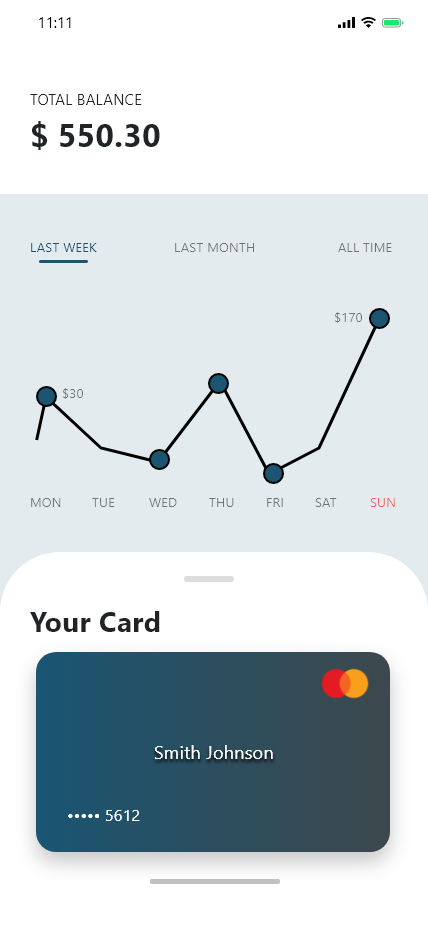 11:11
TOTAL BALANCE
$ 550.30
LAST WEEK LAST MONTH ALL TIME
$170
$30
MON TUE WED THU FRI SAT SUN
Your Card
Smith Johnson
••••• 5612